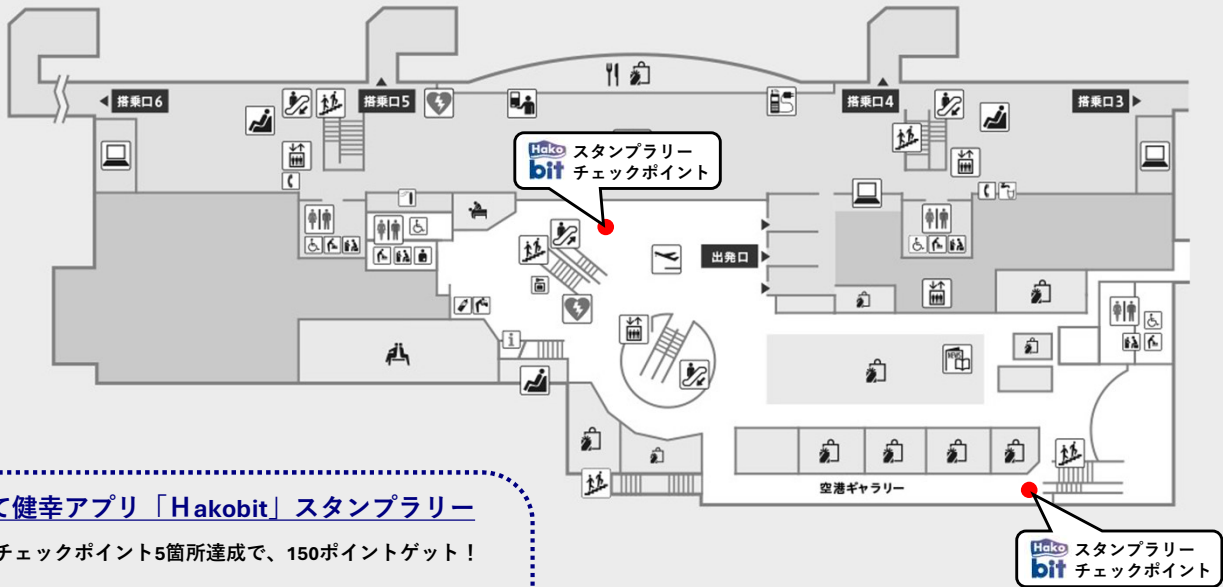 搭乗口6
搭乗口5
搭乗口4
搭乗口3
Hako bit スタンプラリー
チェックポイント
出発口
i
NEWS
空港ギャラリー
て健幸アプリ「Hakobit」スタンプラリー
チェックポイント5箇所達成で、150ポイントゲット！
Hako bit スタンプラリー
チェックポイント